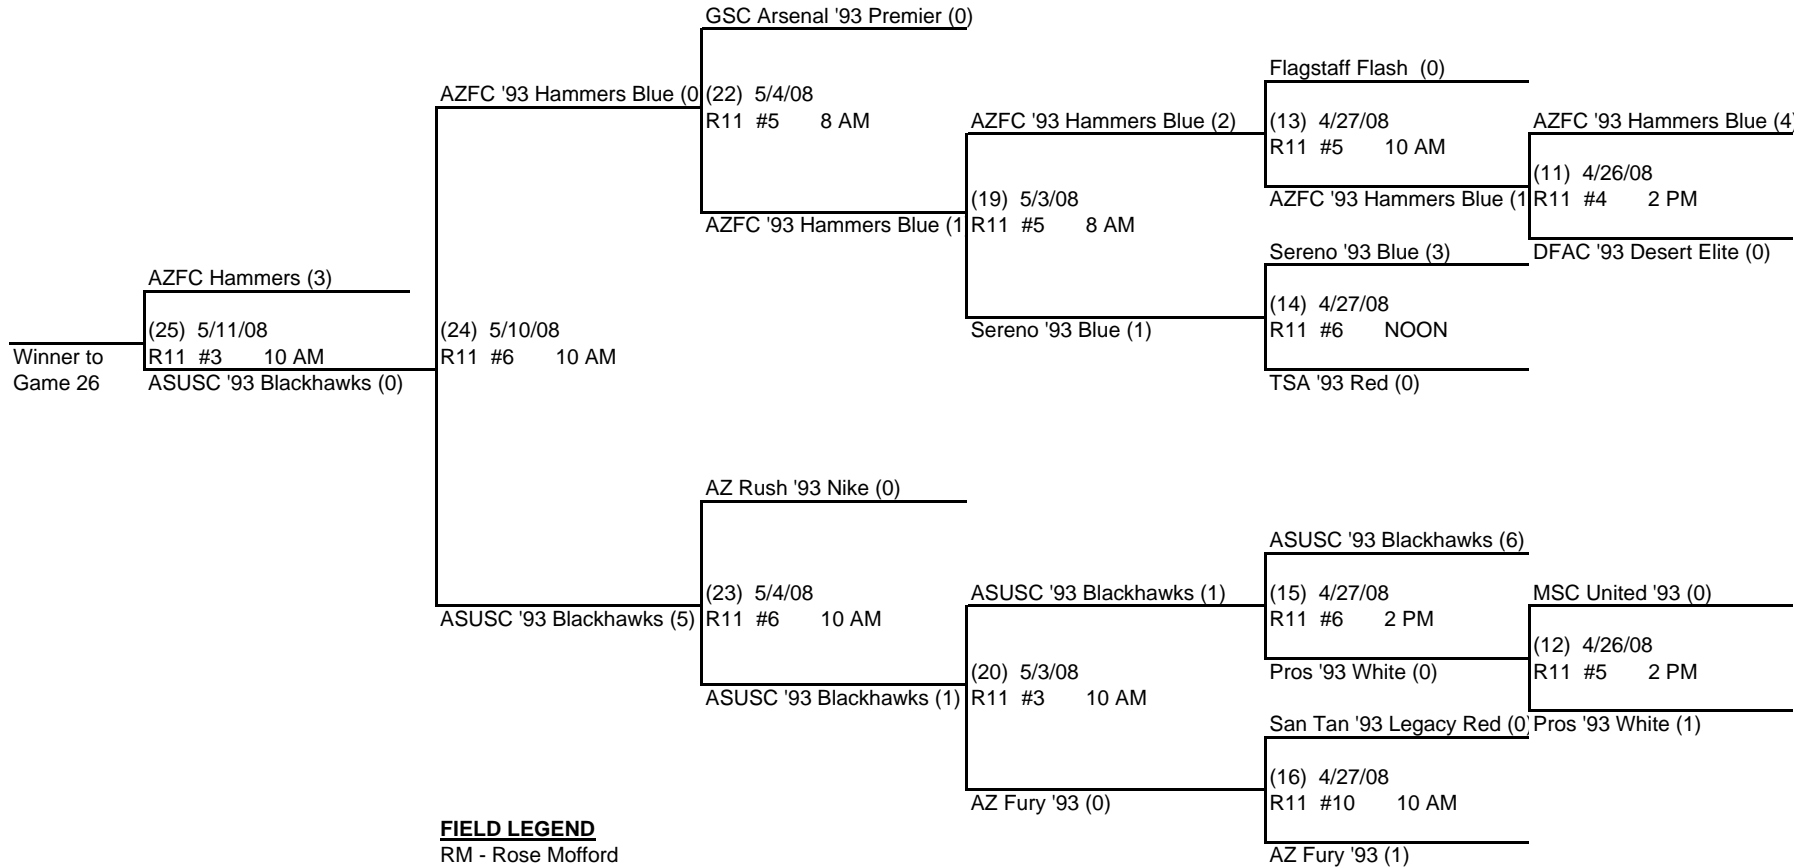 GSC Arsenal '93 Premier (0)
Flagstaff Flash (0)
AZFC '93 Hammers Blue (0
(22) 5/4/08
R11 #5 8 AM
AZFC '93 Hammers Blue (2)
(13) 4/27/08
R11 #5 10 AM
AZFC '93 Hammers Blue (4)
(11) 4/26/08
R11 #4 2 PM
AZFC '93 Hammers Blue (1
(19) 5/3/08
R11 #5 8 AM
AZFC '93 Hammers Blue (1
Sereno '93 Blue (3)
DFAC '93 Desert Elite (0)
AZFC Hammers (3)
(14) 4/27/08
R11 #6 NOON
(25) 5/11/08
R11 #3 10 AM
(24) 5/10/08
R11 #6 10 AM
Sereno '93 Blue (1)
Winner to
Game 26
ASUSC '93 Blackhawks (0)
TSA '93 Red (0)
AZ Rush '93 Nike (0)
ASUSC '93 Blackhawks (6)
(23) 5/4/08
R11 #6 10 AM
ASUSC '93 Blackhawks (1)
(15) 4/27/08
R11 #6 2 PM
MSC United '93 (0)
ASUSC '93 Blackhawks (5)
(12) 4/26/08
R11 #5 2 PM
Pros '93 White (0)
(20) 5/3/08
R11 #3 10 AM
ASUSC '93 Blackhawks (1)
San Tan '93 Legacy Red (0)
Pros '93 White (1)
(16) 4/27/08
R11 #10 10 AM
AZ Fury '93 (0)
FIELD LEGEND
RM - Rose Mofford
AZ Fury '93 (1)